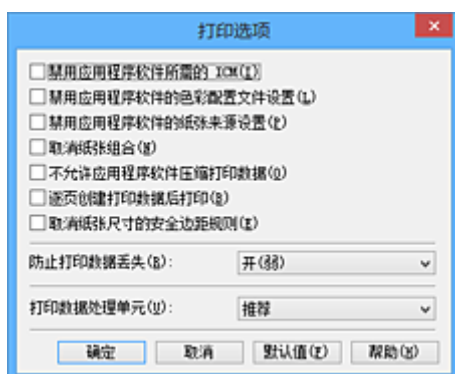 打印选项
禁用应用程序软件所需的 ICM(I)
禁用应用程序软件的色彩配置文件设置(L)
禁用应用程序软件的纸张来源设置(P)
取消纸张组合(N)
不允许应用程序软件压缩打印数据(O)
逐页创建打印数据后打印(R)
取消纸张尺寸的安全边距规则(E)
防止打印数据丢失(B): 开(弱)
打印数据处理单元(U): 推荐
确定 取消 默认值(F) 帮助(H)